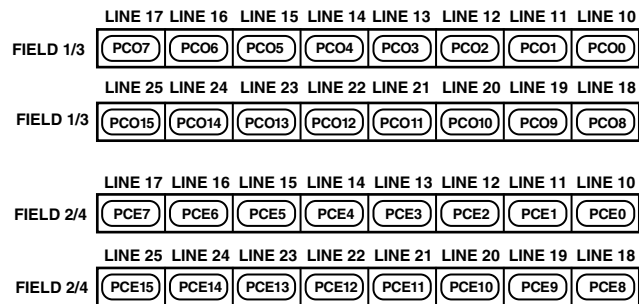 LINE 17 LINE 16 LINE 15 LINE 14 LINE 13 LINE 12 LINE 11 LINE 10
FIELD 1/3 PCO7 PCO6 PCO5 PCO4 PCO3 PCO2 PCO1 PCO0
LINE 25 LINE 24 LINE 23 LINE 22 LINE 21 LINE 20 LINE 19 LINE 18
FIELD 1/3 PCO15 PCO14 PCO13 PCO12 PCO11 PCO10 PCO9 PCO8
LINE 17 LINE 16 LINE 15 LINE 14 LINE 13 LINE 12 LINE 11 LINE 10
FIELD 2/4 PCE7 PCE6 PCE5 PCE4 PCE3 PCE2 PCE1 PCE0
LINE 25 LINE 24 LINE 23 LINE 22 LINE 21 LINE 20 LINE 19 LINE 18
FIELD 2/4 PCE15 PCE14 PCE13 PCE12 PCE11 PCE10 PCE9 PCE8